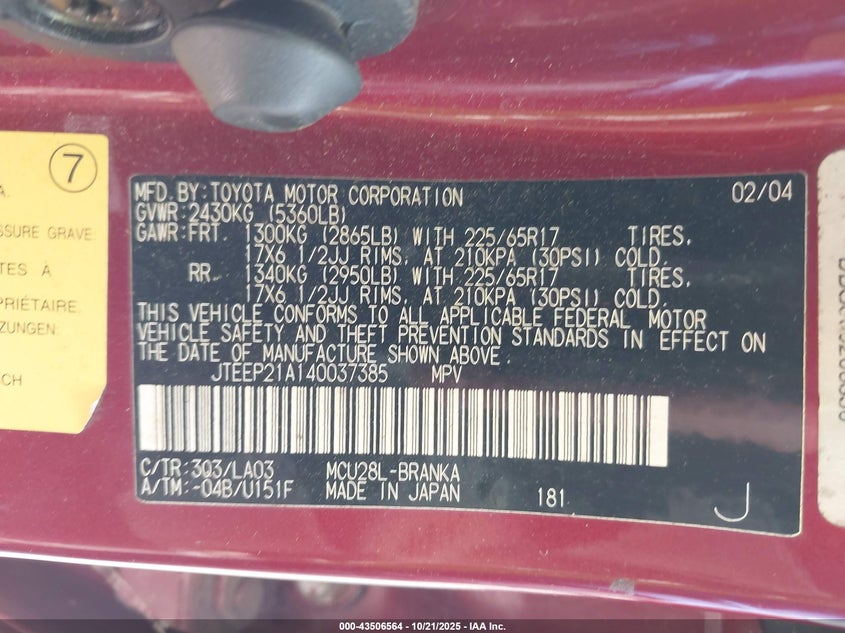 7
A.
SSURE GRAVE
TES À
PRIÉTAIRE.
ZUNGEN:
CH
MFD. BY: TOYOTA MOTOR CORPORATION 02/04
GVWR: 2430KG (5360LB)
GAWR: FRT. 1300KG (2865LB) WITH 225/65R17 TIRES,
17X6 1/2JJ RIMS, AT 210KPA (30PSI) COLD.
RR. 1340KG (2950LB) WITH 225/65R17 TIRES,
17X6 1/2JJ RIMS, AT 210KPA (30PSI) COLD.
THIS VEHICLE CONFORMS TO ALL APPLICABLE FEDERAL MOTOR
VEHICLE SAFETY AND THEFT PREVENTION STANDARDS IN EFFECT ON
THE DATE OF MANUFACTURE SHOWN ABOVE.
JTEEP21A140037385 MPV
C/TR: 3Q3/LA03 MCU28L-BRANKA
A/TM: -04B/U151F MADE IN JAPAN 181 J
000-43506564 - 10/21/2025 - IAA Inc.